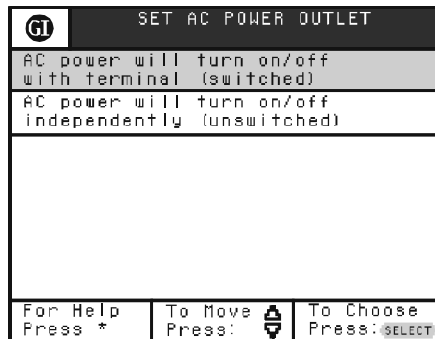 GI
SET AC POWER OUTLET
AC power will turn on/off
with terminal (switched)
AC power will turn on/off
independently (unswitched)
For Help
Press *
To Move
Press:
To Choose
Press: SELECT